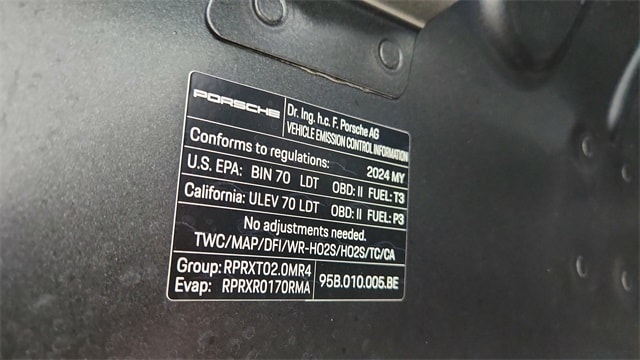 PORSCHE
Dr. Ing. h.c. F. Porsche AG
VEHICLE EMISSION CONTROL INFORMATION
Conforms to regulations: 2024 MY
U.S. EPA: BIN 70 LDT OBD: II FUEL: T3
California: ULEV 70 LDT OBD: II FUEL: P3
No adjustments needed.
TWC/MAP/DFI/WR-HO2S/HO2S/TC/CA
Group: RPRXT02.0MR4
Evap: RPRXR0170RMA
95B.010.005.BE